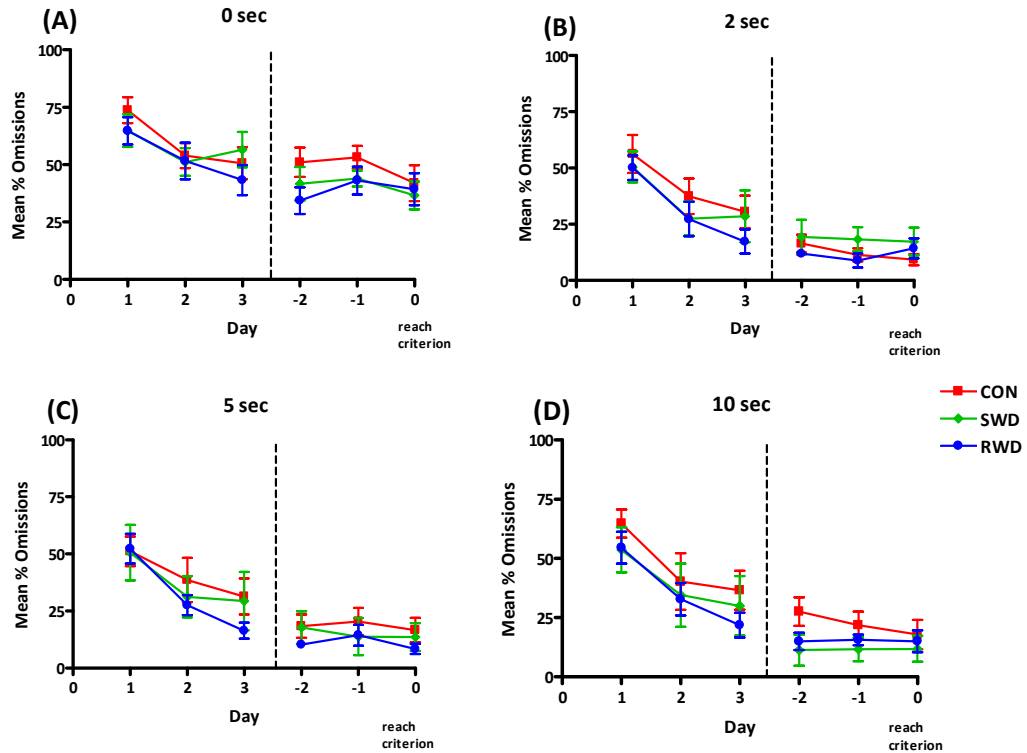 (A)
0 sec
Mean % Omissions
100
75
50
25
0
0 1 2 3 -2 -1 0
Day
reach
criterion
(B)
2 sec
Mean % Omissions
100
75
50
25
0
0 1 2 3 -2 -1 0
Day
reach
criterion
(C)
5 sec
Mean % Omissions
100
75
50
25
0
0 1 2 3 -2 -1 0
Day
reach
criterion
(D)
10 sec
100
75
50
25
0
0 1 2 3 -2 -1 0
Day
reach
criterion
CON
SWD
RWD